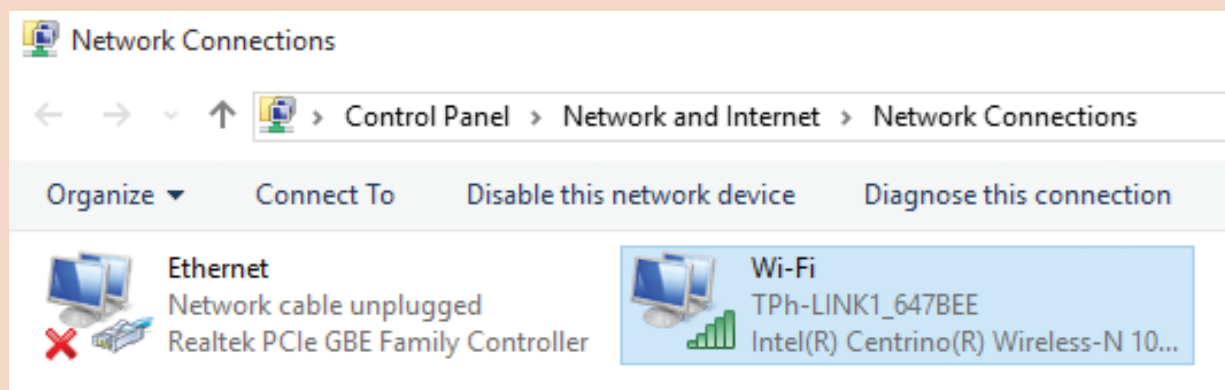 Network Connections
Control Panel > Network and Internet > Network Connections
Organize Connect To Disable this network device Diagnose this connection
Ethernet
Network cable unplugged
Realtek PCIe GBE Family Controller
Wi-Fi
TPh-LINK1_647BEE
Intel(R) Centrino(R) Wireless-N 10...